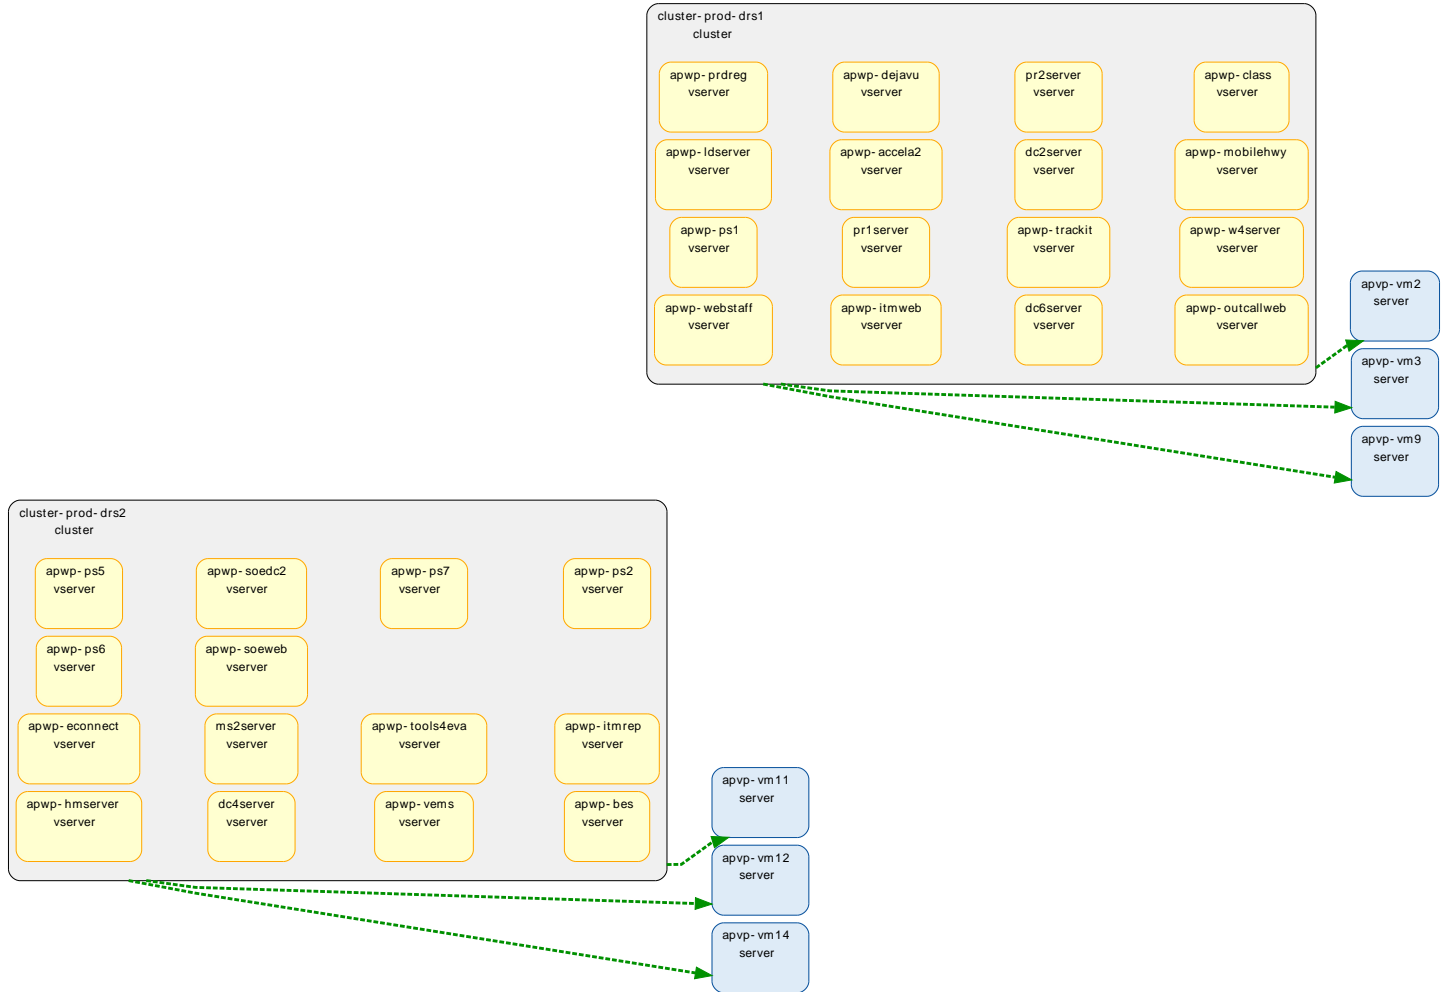 cluster-prod-drs1
cluster
apwp-prdreg
vserver
apwp-dejavu
vserver
pr2server
vserver
apwp-class
vserver
apwp-ldserver
vserver
apwp-accela2
vserver
dc2server
vserver
apwp-mobilehwy
vserver
apwp-ps1
vserver
pr1server
vserver
apwp-trackit
vserver
apwp-w4server
vserver
apwp-webstaff
vserver
apwp-itmweb
vserver
dc6server
vserver
apwp-outcallweb
vserver
apvp-vm2
server
apvp-vm3
server
apvp-vm9
server
cluster-prod-drs2
cluster
apwp-ps5
vserver
apwp-soedc2
vserver
apwp-ps7
vserver
apwp-ps2
vserver
apwp-ps6
vserver
apwp-soeweb
vserver
apwp-econnect
vserver
ms2server
vserver
apwp-tools4eva
vserver
apwp-itmrep
vserver
apwp-hmserver
vserver
dc4server
vserver
apwp-vems
vserver
apwp-bes
vserver
apvp-vm11
server
apvp-vm12
server
apvp-vm14
server